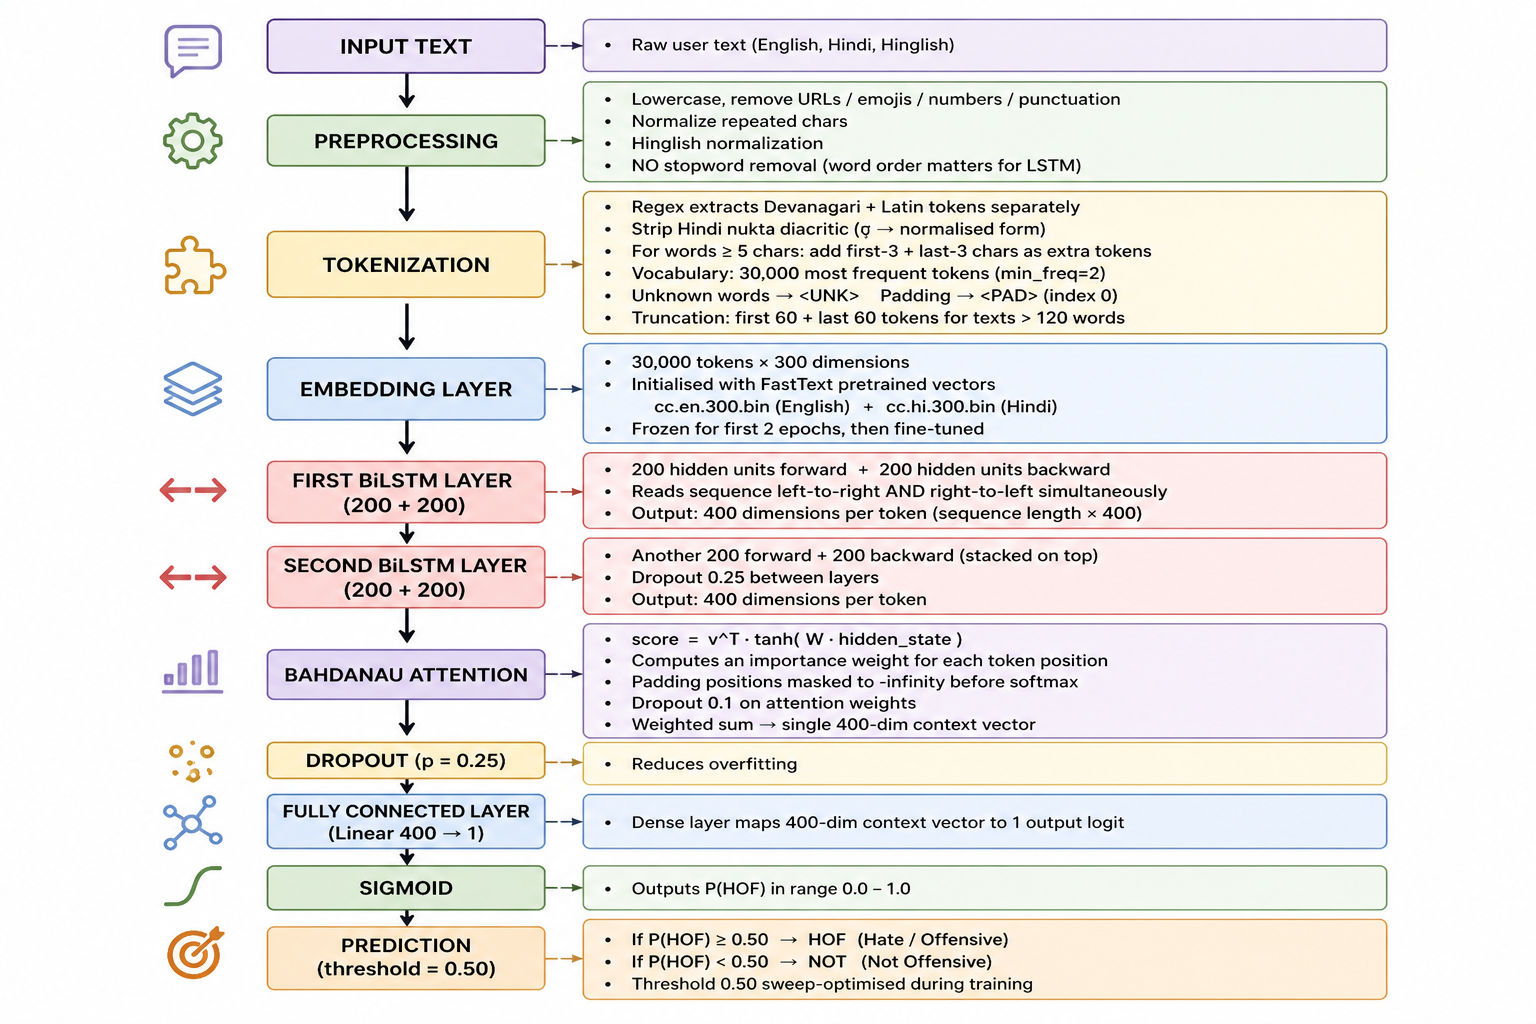 INPUT TEXT
• Raw user text (English, Hindi, Hinglish)
PREPROCESSING
• Lowercase, remove URLs / emojis / numbers / punctuation
• Normalize repeated chars
• Hinglish normalization
• NO stopword removal (word order matters for LSTM)
TOKENIZATION
• Regex extracts Devanagari + Latin tokens separately
• Strip Hindi nukta diacritic ( → normalised form)
• For words ≥ 5 chars: add first-3 + last-3 chars as extra tokens
• Vocabulary: 30,000 most frequent tokens (min_freq=2)
• Unknown words → <UNK> Padding → <PAD> (index 0)
• Truncation: first 60 + last 60 tokens for texts > 120 words
EMBEDDING LAYER
• 30,000 tokens × 300 dimensions
• Initialised with FastText pretrained vectors
cc.en.300.bin (English) + cc.hi.300.bin (Hindi)
• Frozen for first 2 epochs, then fine-tuned
FIRST BiLSTM LAYER
(200 + 200)
• 200 hidden units forward + 200 hidden units backward
• Reads sequence left-to-right AND right-to-left simultaneously
• Output: 400 dimensions per token (sequence length × 400)
SECOND BiLSTM LAYER
(200 + 200)
• Another 200 forward + 200 backward (stacked on top)
• Dropout 0.25 between layers
• Output: 400 dimensions per token
BAHDANAU ATTENTION
• score = v^T · tanh( W · hidden_state )
• Computes an importance weight for each token position
• Padding positions masked to -infinity before softmax
• Dropout 0.1 on attention weights
• Weighted sum → single 400-dim context vector
DROPOUT (p = 0.25)
• Reduces overfitting
FULLY CONNECTED LAYER
(Linear 400 → 1)
• Dense layer maps 400-dim context vector to 1 output logit
SIGMOID
• Outputs P(HOF) in range 0.0 – 1.0
PREDICTION
(threshold = 0.50)
• If P(HOF) ≥ 0.50 → HOF (Hate / Offensive)
• If P(HOF) < 0.50 → NOT (Not Offensive)
• Threshold 0.50 sweep-optimised during training